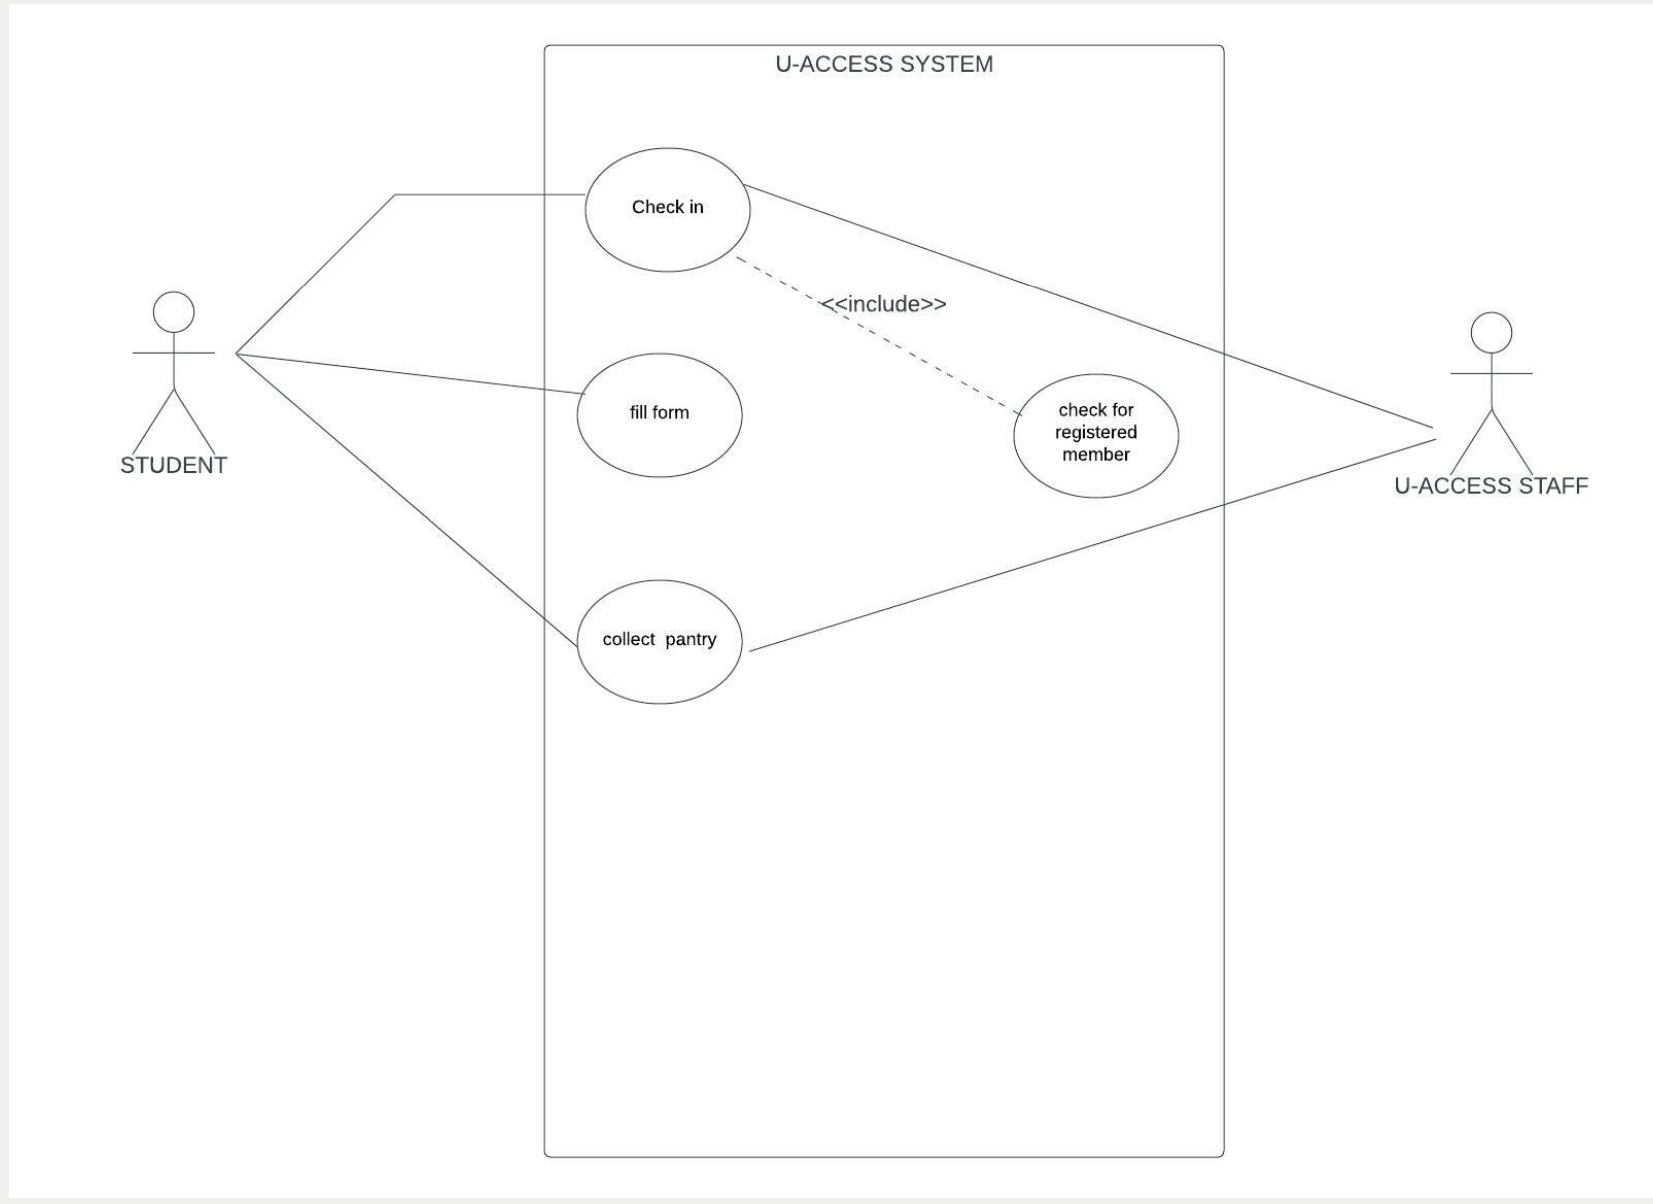 U-ACCESS SYSTEM
Check in
<<include>>
STUDENT
fill form
check for
registered
member
U-ACCESS STAFF
collect  pantry